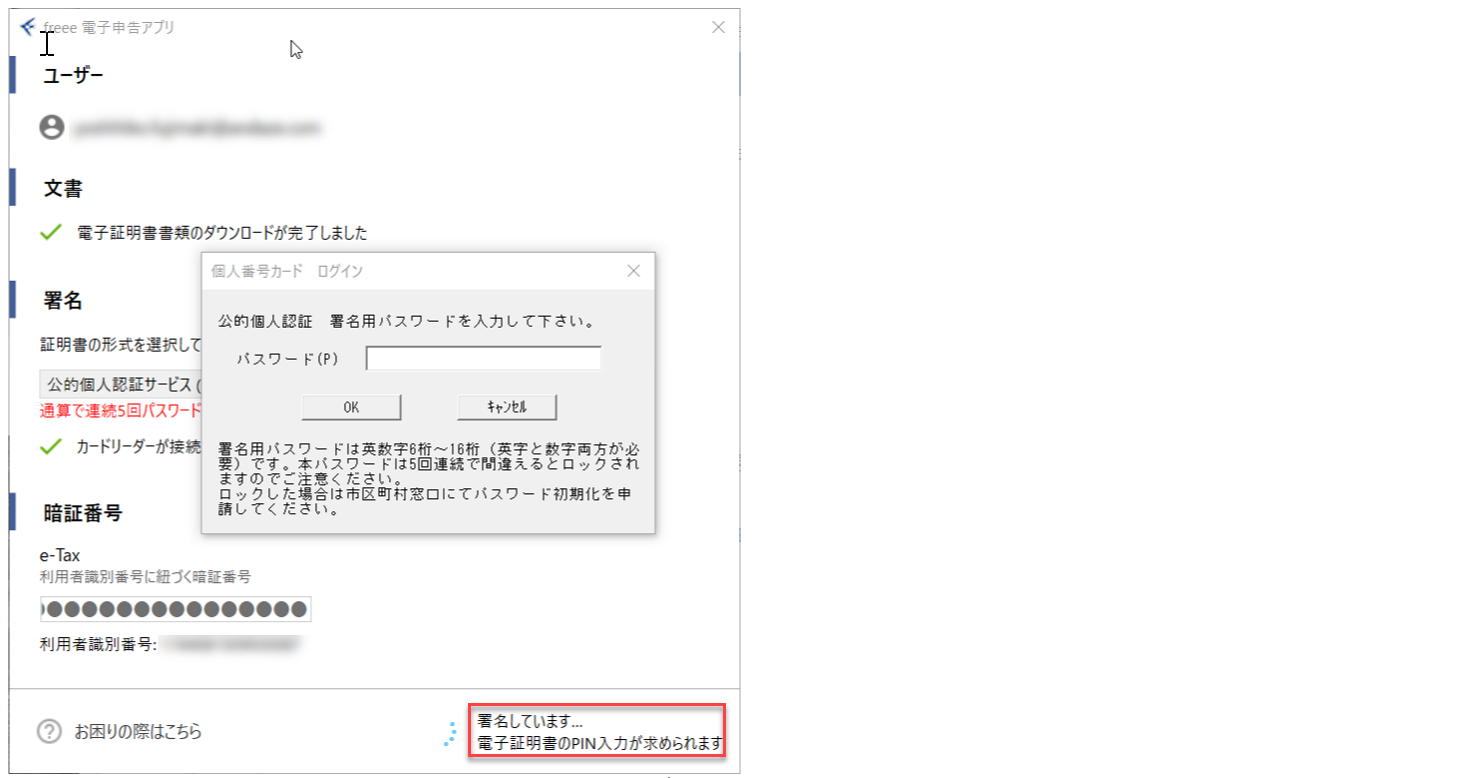 freee 電子申告アプリ
ユーザー
文書
電子証明書書類のダウンロードが完了しました
署名
証明書の形式を選択して
公的個人認証サービス (
通算で連続5回パスワード
カードリーダーが接続
個人番号カード　ログイン
公的個人認証　署名用パスワードを入力して下さい。
パスワード(P)
OK
ｷｬﾝｾﾙ
署名用パスワードは英数字6桁～16桁（英字と数字両方が必
要）です。本パスワードは5回連続で間違えるとロックされ
ますのでご注意ください。
ロックした場合は市区町村窓口にてパスワード初期化を申
請してください。
暗証番号
e-Tax
利用者識別番号に紐づく暗証番号
利用者識別番号:
お困りの際はこちら
署名しています...
電子証明書のPIN入力が求められます